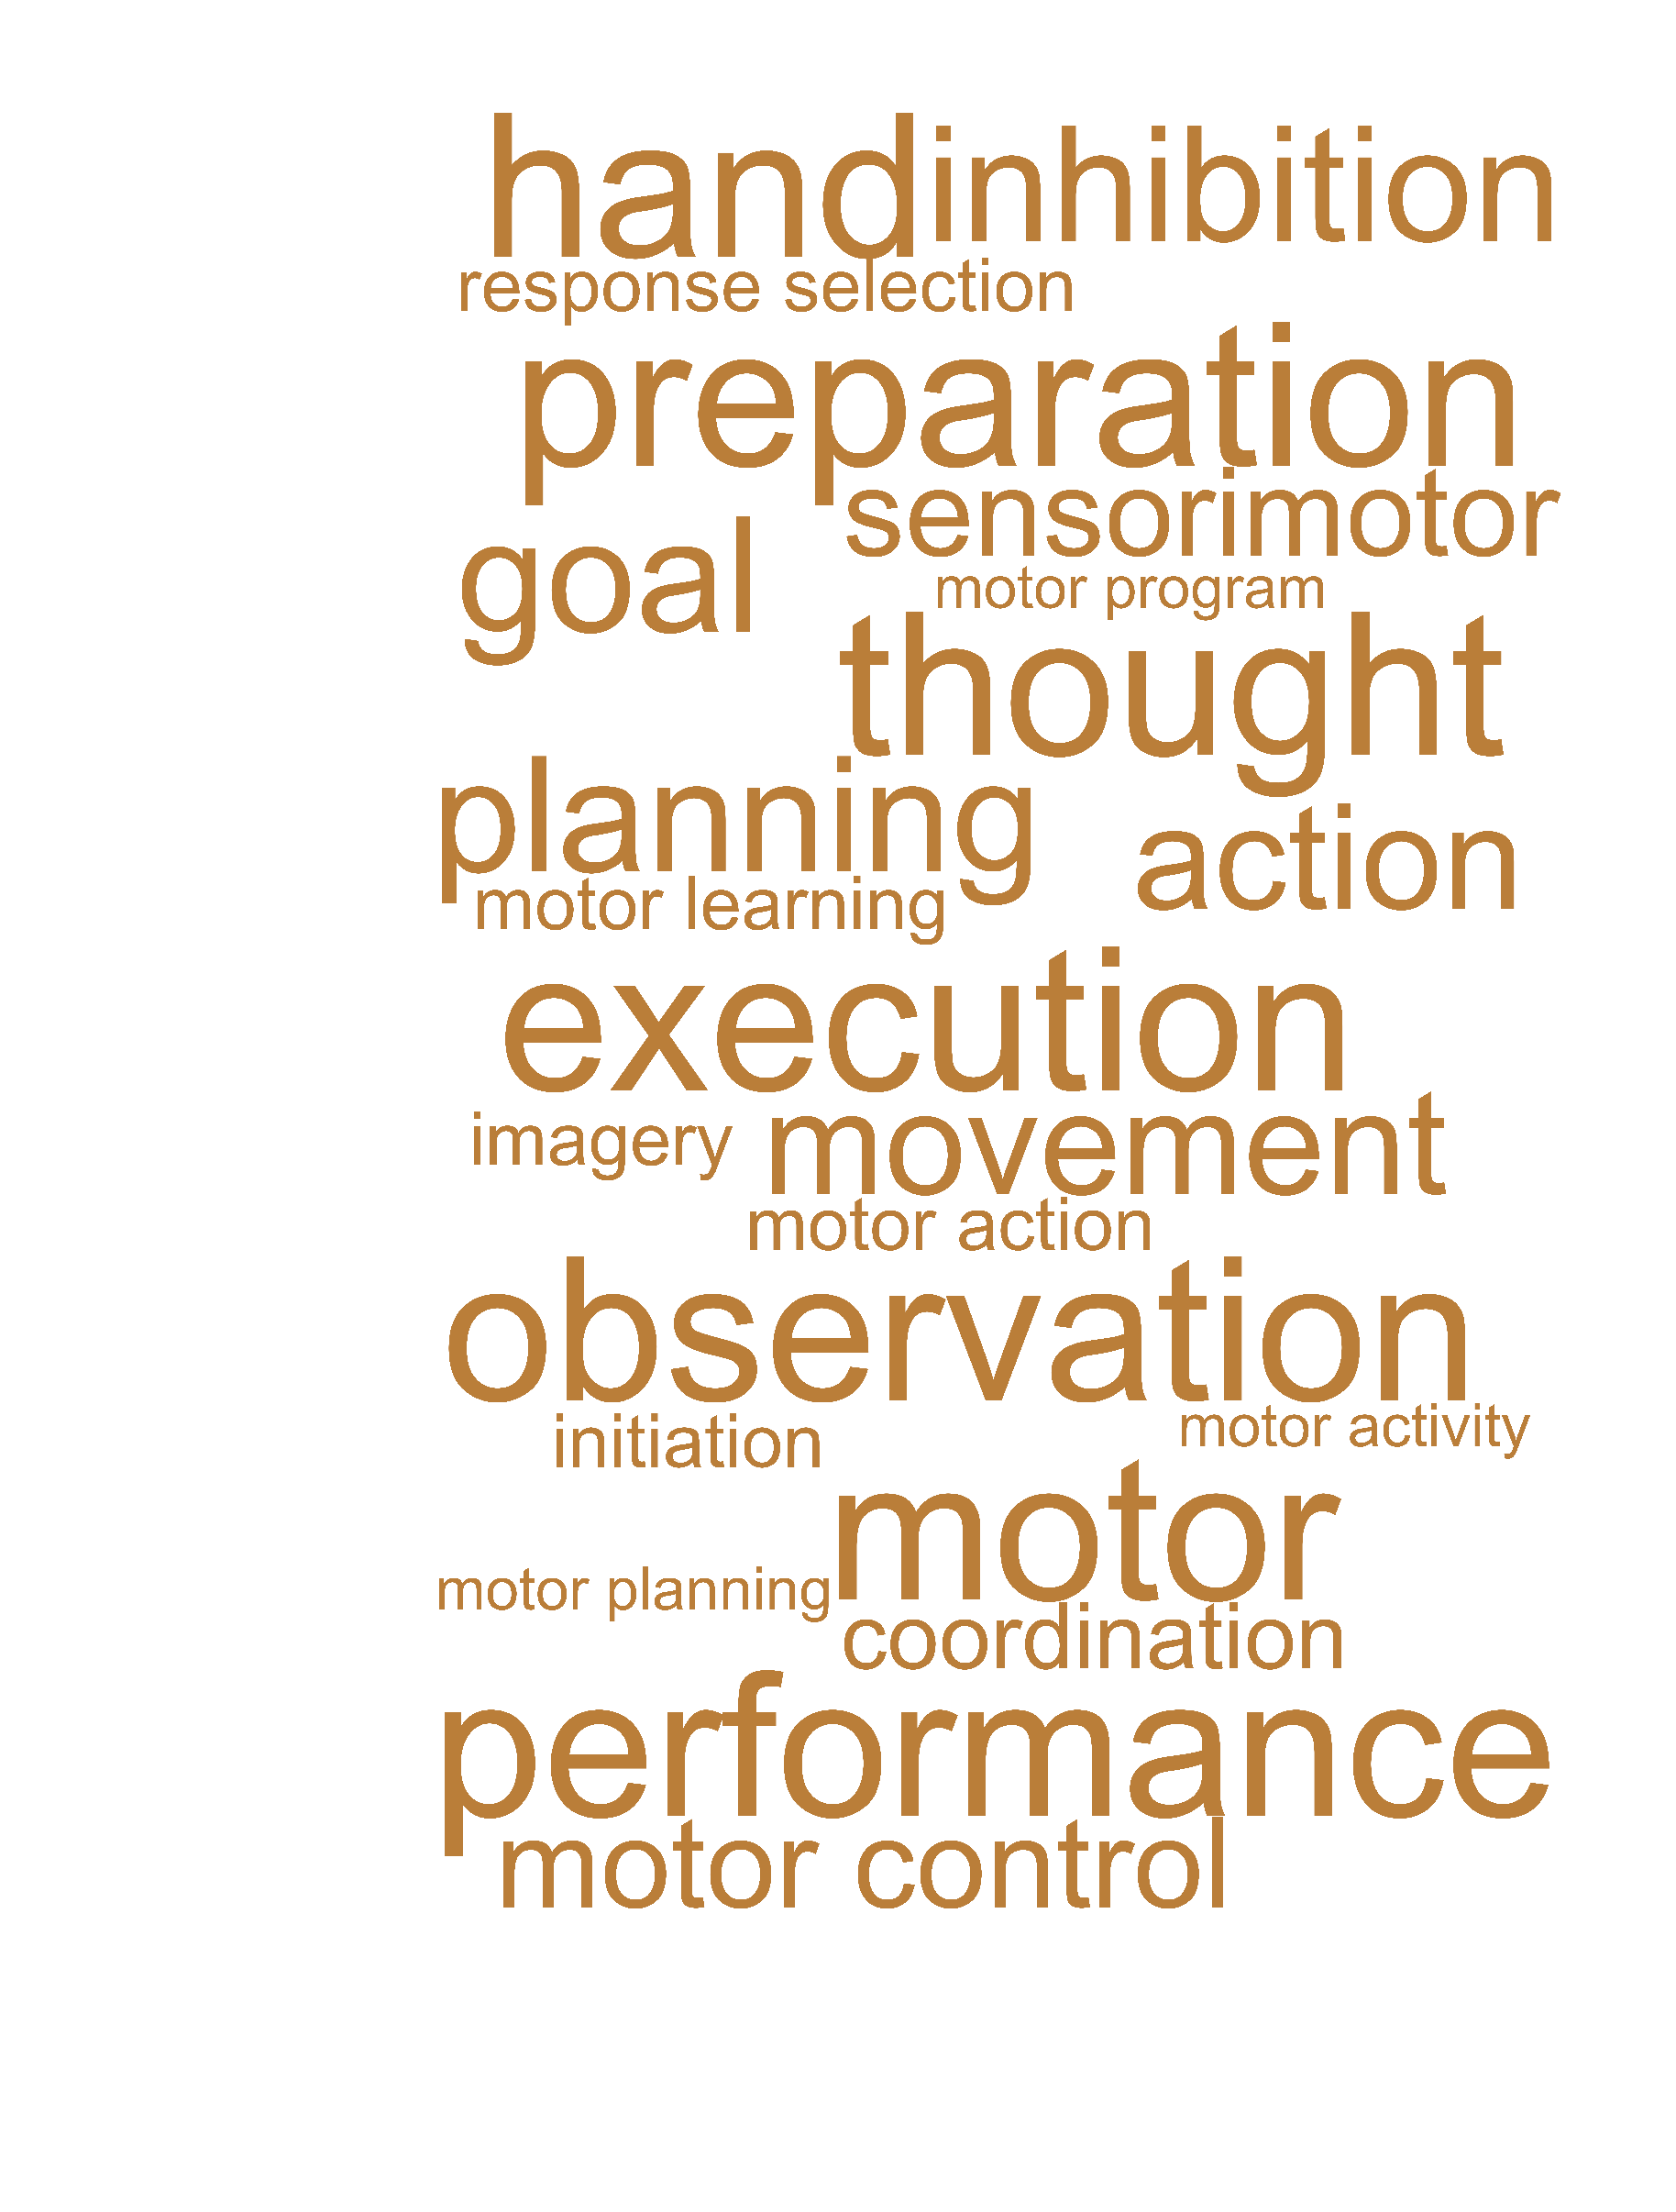 hand inhibition
response selection
preparation
sensorimotor
goal
motor program
thought
planning
action
motor learning
execution
imagery movement
motor action
observation
initiation
motor activity
motor
motor planning
coordination
performance
motor control